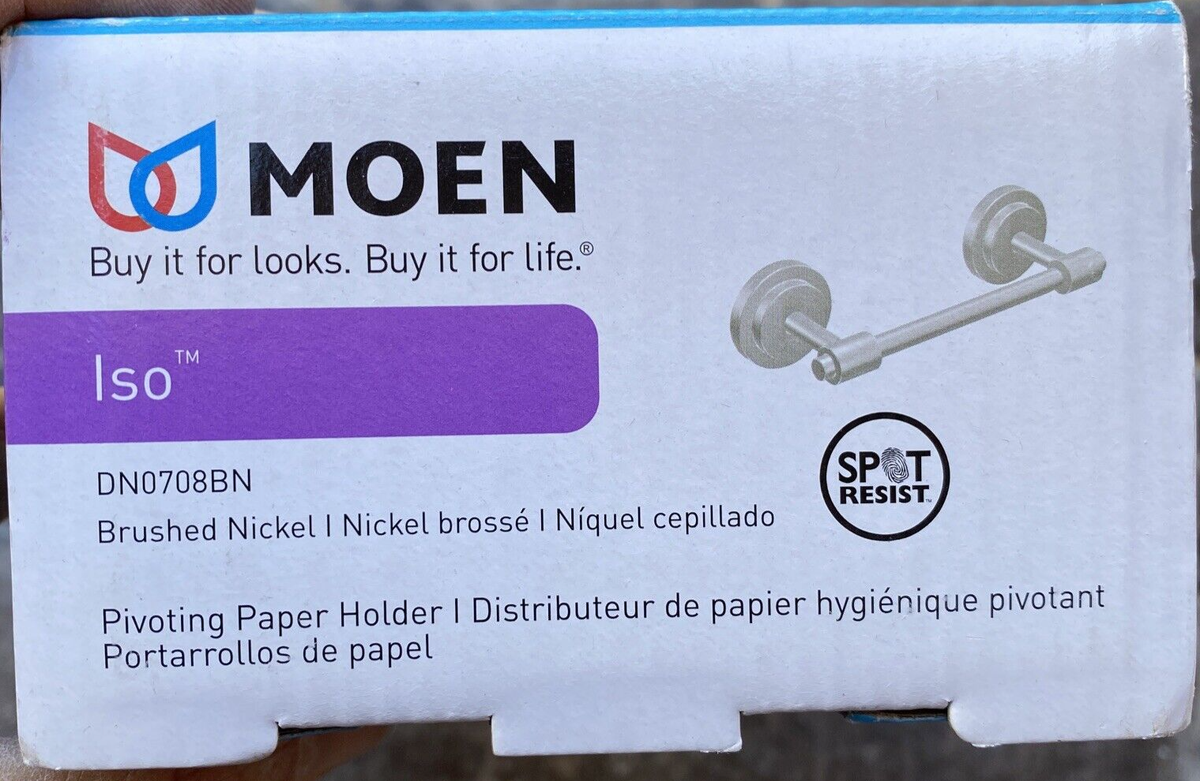 MOEN
Buy it for looks. Buy it for life.®
Iso™
DN0708BN
Brushed Nickel | Nickel brossé | Níquel cepillado
SPOT
RESIST™
Pivoting Paper Holder | Distributeur de papier hygiénique pivotant
Portarrollos de papel